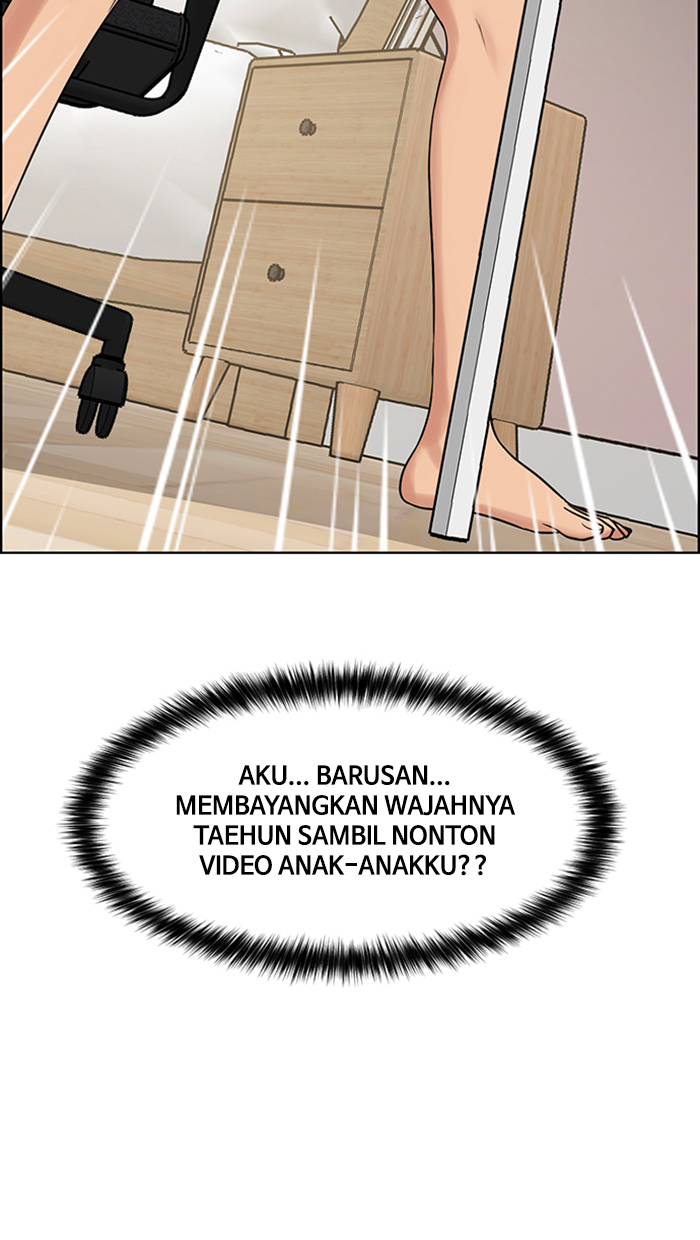 AKU... BARUSAN...
MEMBAYANGKAN WAJAHNYA
TAEHUN SAMBIL NONTON
VIDEO ANAK-ANAKKU??